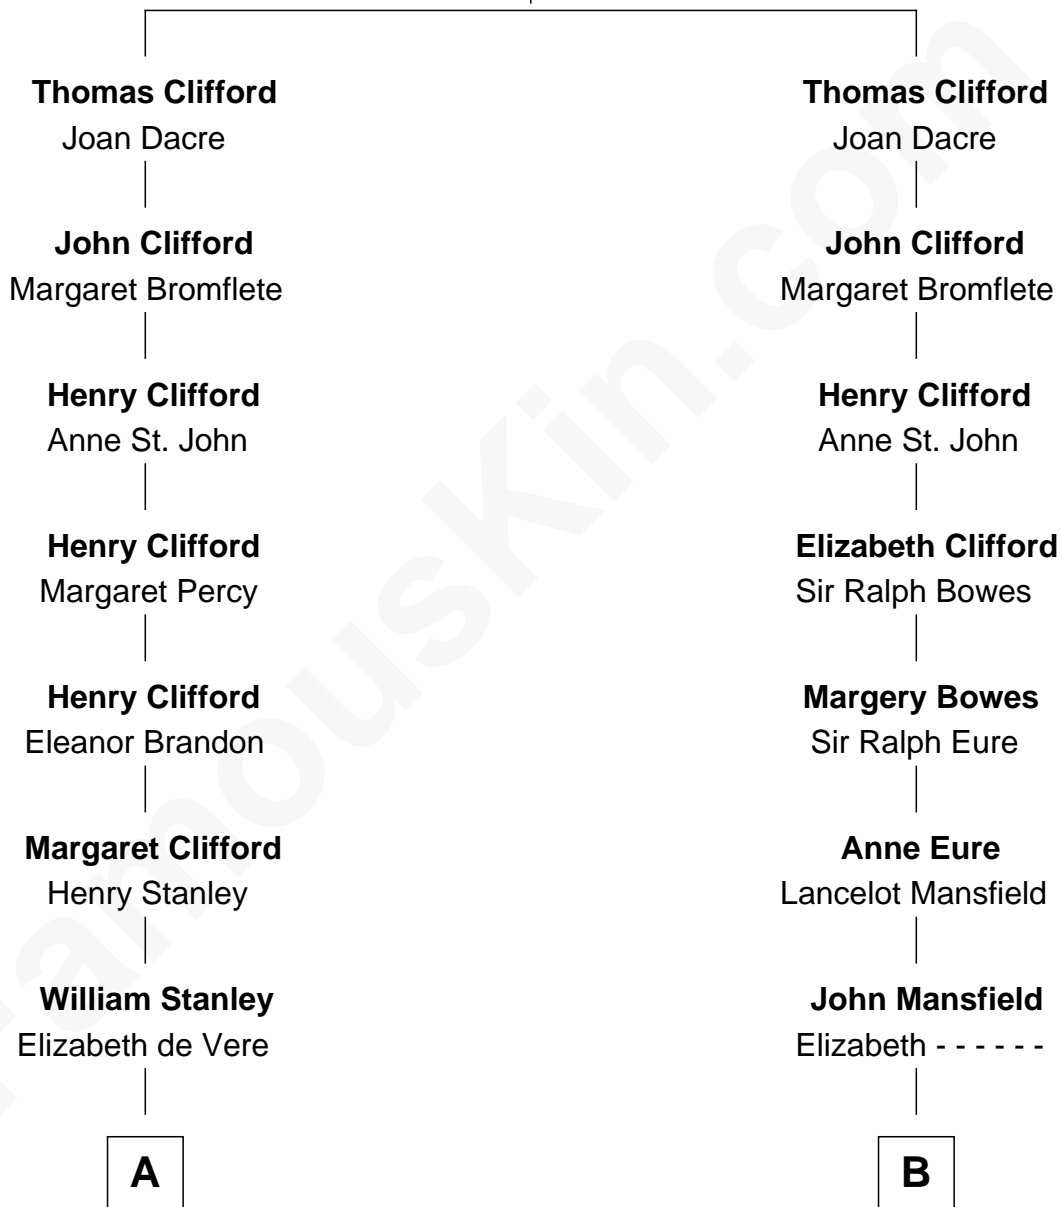 Thomas Clifford
Joan Dacre
John Clifford
Margaret Bromflete
Henry Clifford
Anne St. John
Henry Clifford
Margaret Percy
Henry Clifford
Eleanor Brandon
Margaret Clifford
Henry Stanley
William Stanley
Elizabeth de Vere
A
Thomas Clifford
Joan Dacre
John Clifford
Margaret Bromflete
Henry Clifford
Anne St. John
Elizabeth Clifford
Sir Ralph Bowes
Margery Bowes
Sir Ralph Eure
Anne Eure
Lancelot Mansfield
John Mansfield
Elizabeth - - - - - -
B
FamousKin.com